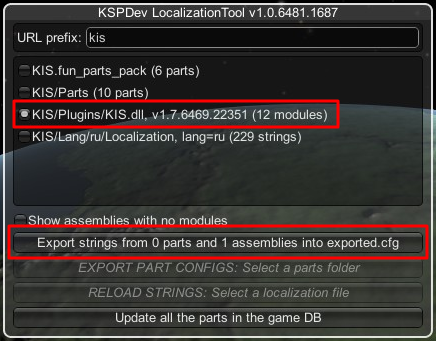 KSPDev LocalizationTool v1.0.6481.1687
URL prefix: kis
KIS.fun_parts_pack (6 parts)
KIS/Parts (10 parts)
KIS/Plugins/KIS.dll, v1.7.6469.22351 (12 modules)
KIS/Lang/ru/Localization, lang=ru (229 strings)
Show assemblies with no modules
Export strings from 0 parts and 1 assemblies into exported.cfg
EXPORT PART CONFIGS: Select a parts folder
RELOAD STRINGS: Select a localization file
Update all the parts in the game DB